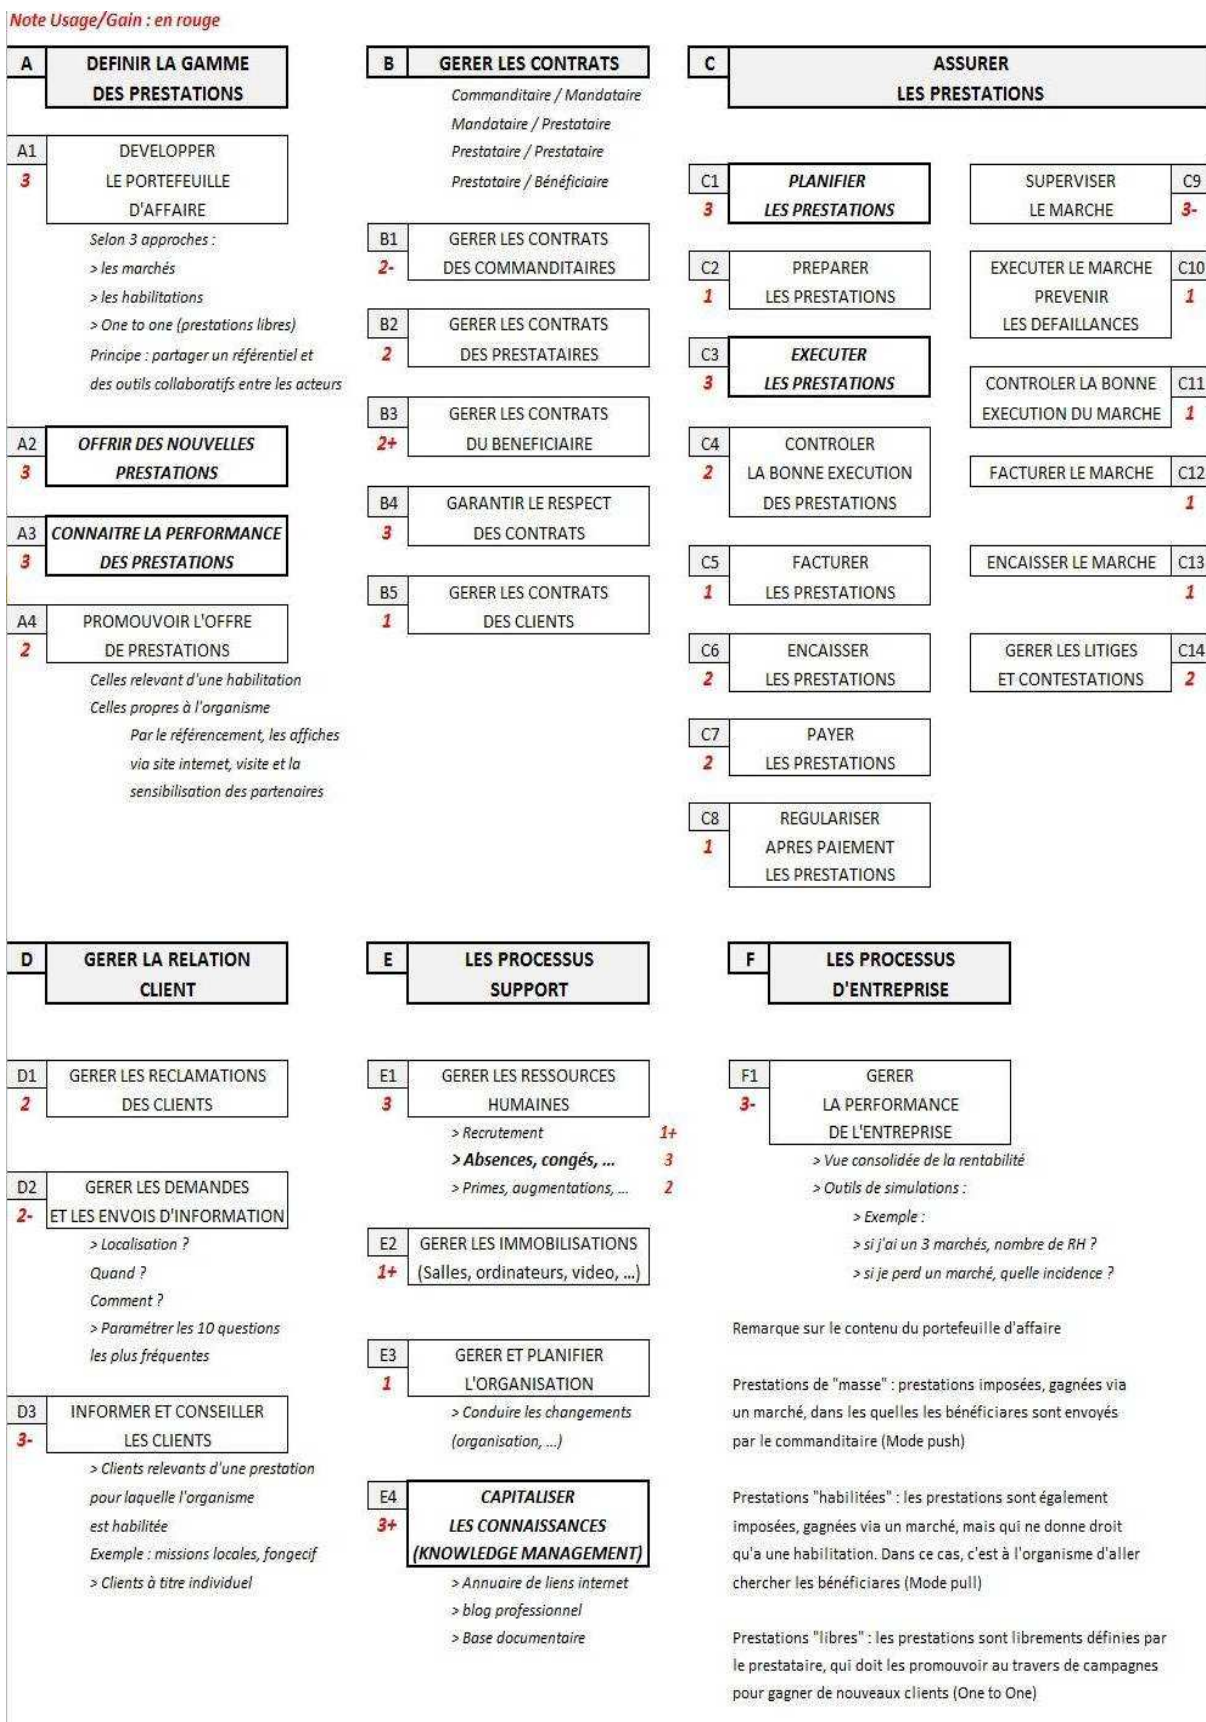 Note Usage/Gain : en rouge
A
DEFINIR LA GAMME
DES PRESTATIONS
A1
DEVELOPPER
3
LE PORTEFEUILLE
D'AFFAIRE
Selon 3 approches :
> les marchés
> les habilitations
> One to one (prestations libres)
Principe : partager un référentiel et
des outils collaboratifs entre les acteurs
A2
OFFRIR DES NOUVELLES
3
PRESTATIONS
A3
CONNAITRE LA PERFORMANCE
3
DES PRESTATIONS
A4
PROMOUVOIR L'OFFRE
2
DE PRESTATIONS
Celles relevant d'une habilitation
Celles propres à l'organisme
Par le référencement, les affiches
via site internet, visite et la
sensibilisation des partenaires
B
GERER LES CONTRATS
Commanditaire / Mandataire
Mandataire / Prestataire
Prestataire / Prestataire
Prestataire / Bénéficiaire
B1
GERER LES CONTRATS
2-
DES COMMANDITAIRES
B2
GERER LES CONTRATS
2
DES PRESTATAIRES
B3
GERER LES CONTRATS
2+
DU BENEFICIAIRE
B4
GARANTIR LE RESPECT
3
DES CONTRATS
B5
GERER LES CONTRATS
1
DES CLIENTS
C
ASSURER
LES PRESTATIONS
C1
PLANIFIER
3
LES PRESTATIONS
C2
PREPARER
1
LES PRESTATIONS
C3
EXECUTER
3
LES PRESTATIONS
C4
CONTROLER
2
LA BONNE EXECUTION
DES PRESTATIONS
C5
FACTURER
1
LES PRESTATIONS
C6
ENCAISSER
2
LES PRESTATIONS
C7
PAYER
2
LES PRESTATIONS
C8
REGULARISER
1
APRES PAIEMENT
LES PRESTATIONS
SUPERVISER
C9
LE MARCHE
3-
EXECUTER LE MARCHE
C10
PREVENIR
1
LES DEFAILLANCES
CONTROLER LA BONNE
C11
EXECUTION DU MARCHE
1
FACTURER LE MARCHE
C12
1
ENCAISSER LE MARCHE
C13
1
GERER LES LITIGES
C14
ET CONTESTATIONS
2
D
GERER LA RELATION
CLIENT
D1
GERER LES RECLAMATIONS
2
DES CLIENTS
D2
GERER LES DEMANDES
2-
ET LES ENVOIS D'INFORMATION
> Localisation ?
Quand ?
Comment ?
> Paramétrer les 10 questions
les plus fréquentes
D3
INFORMER ET CONSEILLER
3-
LES CLIENTS
> Clients relevants d'une prestation
pour laquelle l'organisme
est habilitée
Exemple : missions locales, fongecif
> Clients à titre individuel
E
LES PROCESSUS
SUPPORT
E1
GERER LES RESSOURCES
3
HUMAINES
> Recrutement
1+
> Absences, congés, ...
3
> Primes, augmentations, ...
2
E2
GERER LES IMMOBILISATIONS
1+
(Salles, ordinateurs, video, ...)
E3
GERER ET PLANIFIER
1
L'ORGANISATION
> Conduire les changements
(organisation, ...)
E4
CAPITALISER
3+
LES CONNAISSANCES
(KNOWLEDGE MANAGEMENT)
> Annuaire de liens internet
> blog professionnel
> Base documentaire
F
LES PROCESSUS
D'ENTREPRISE
F1
GERER
3-
LA PERFORMANCE
DE L'ENTREPRISE
> Vue consolidée de la rentabilité
> Outils de simulations :
> Exemple :
> si j'ai un 3 marchés, nombre de RH ?
> si je perd un marché, quelle incidence ?
Remarque sur le contenu du portefeuille d'affaire
Prestations de "masse" : prestations imposées, gagnées via
un marché, dans les quelles les bénéficiares sont envoyés
par le commanditaire (Mode push)
Prestations "habilitées" : les prestations sont également
imposées, gagnées via un marché, mais qui ne donne droit
qu'a une habilitation. Dans ce cas, c'est à l'organisme d'aller
chercher les bénéficiares (Mode pull)
Prestations "libres" : les prestations sont librements définies par
le prestataire, qui doit les promouvoir au travers de campagnes
pour gagner de nouveaux clients (One to One)